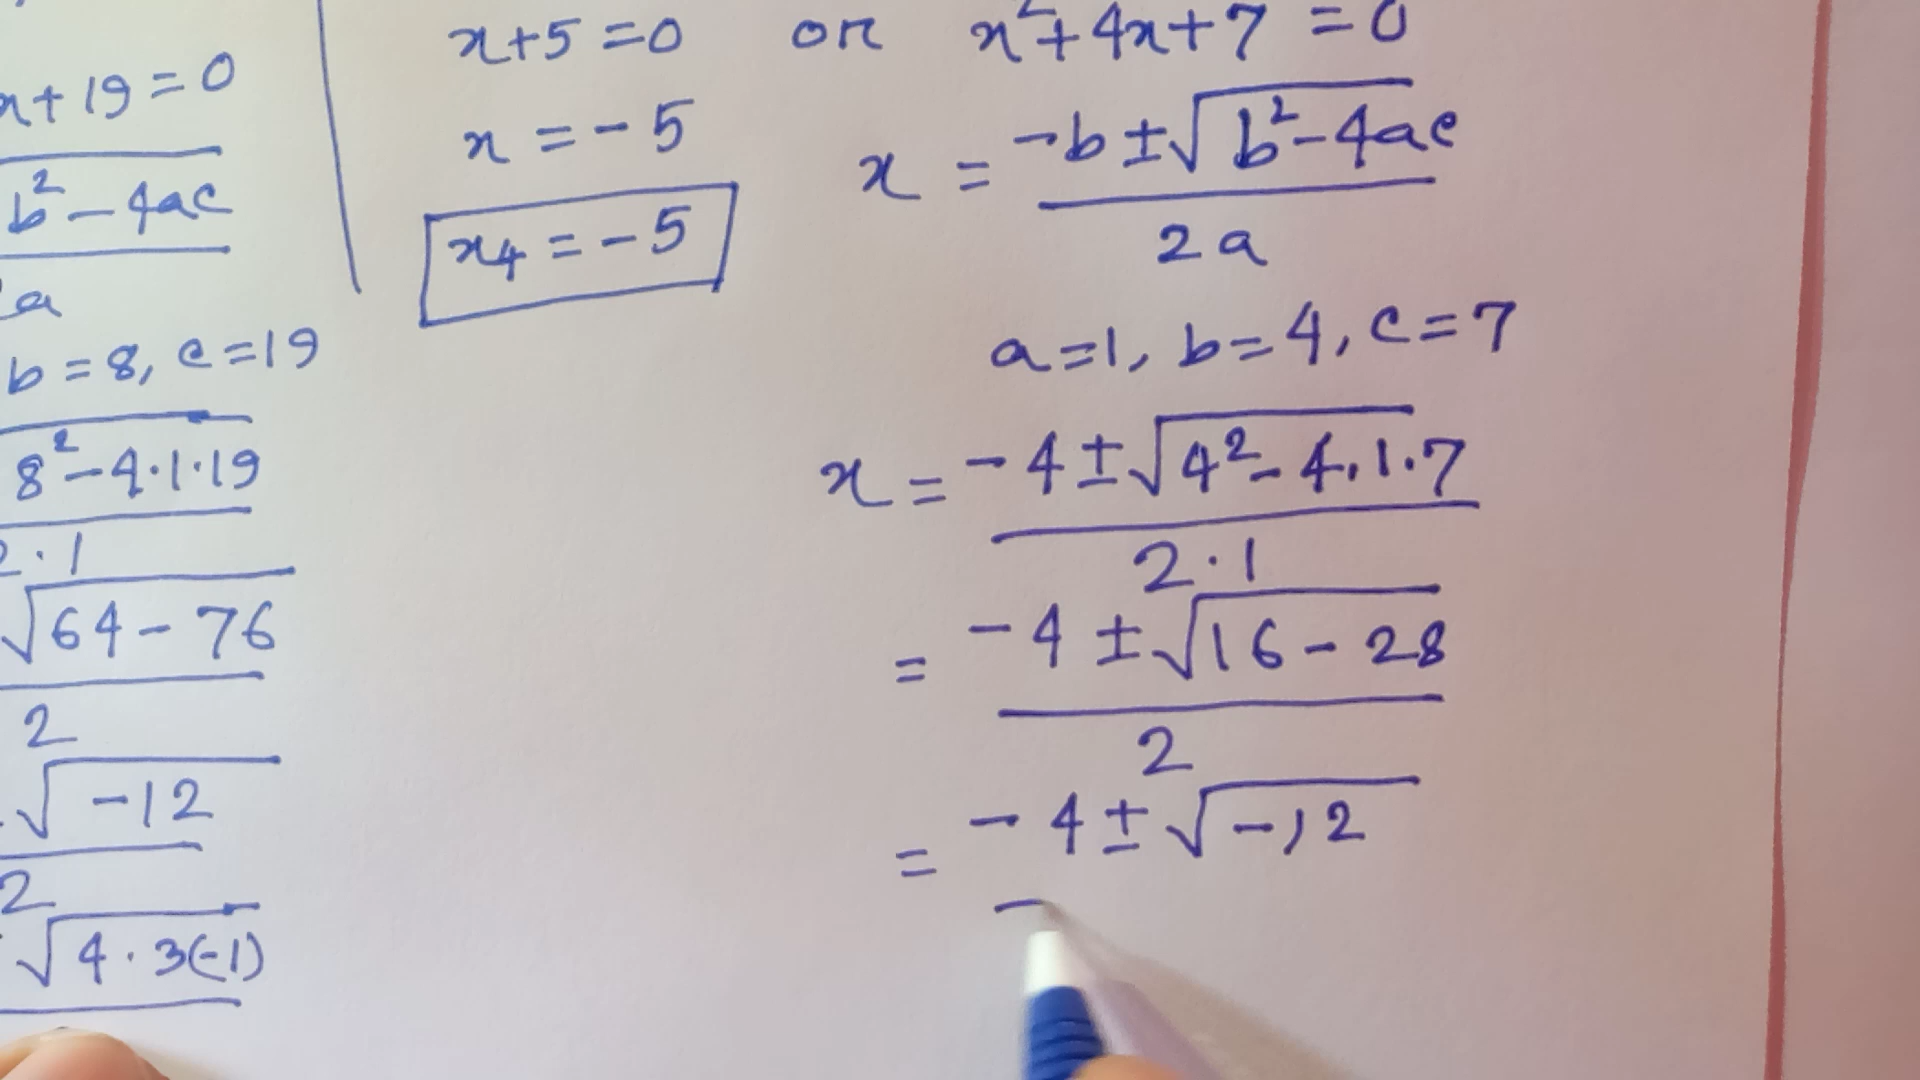 x+19=0
b²-4ac
a
b=8, c=19
8²-4·1·19
2·1
√64-76
2
√-12
2
√4·3(-1)
x+5=0 or x²+4x+7=0
x=-5
x₄=-5
x = -b±√b²-4ac
2a
a=1, b=4, c=7
x = -4±√4²-4.1.7
2·1
= -4±√16-28
2
= -4±√-12